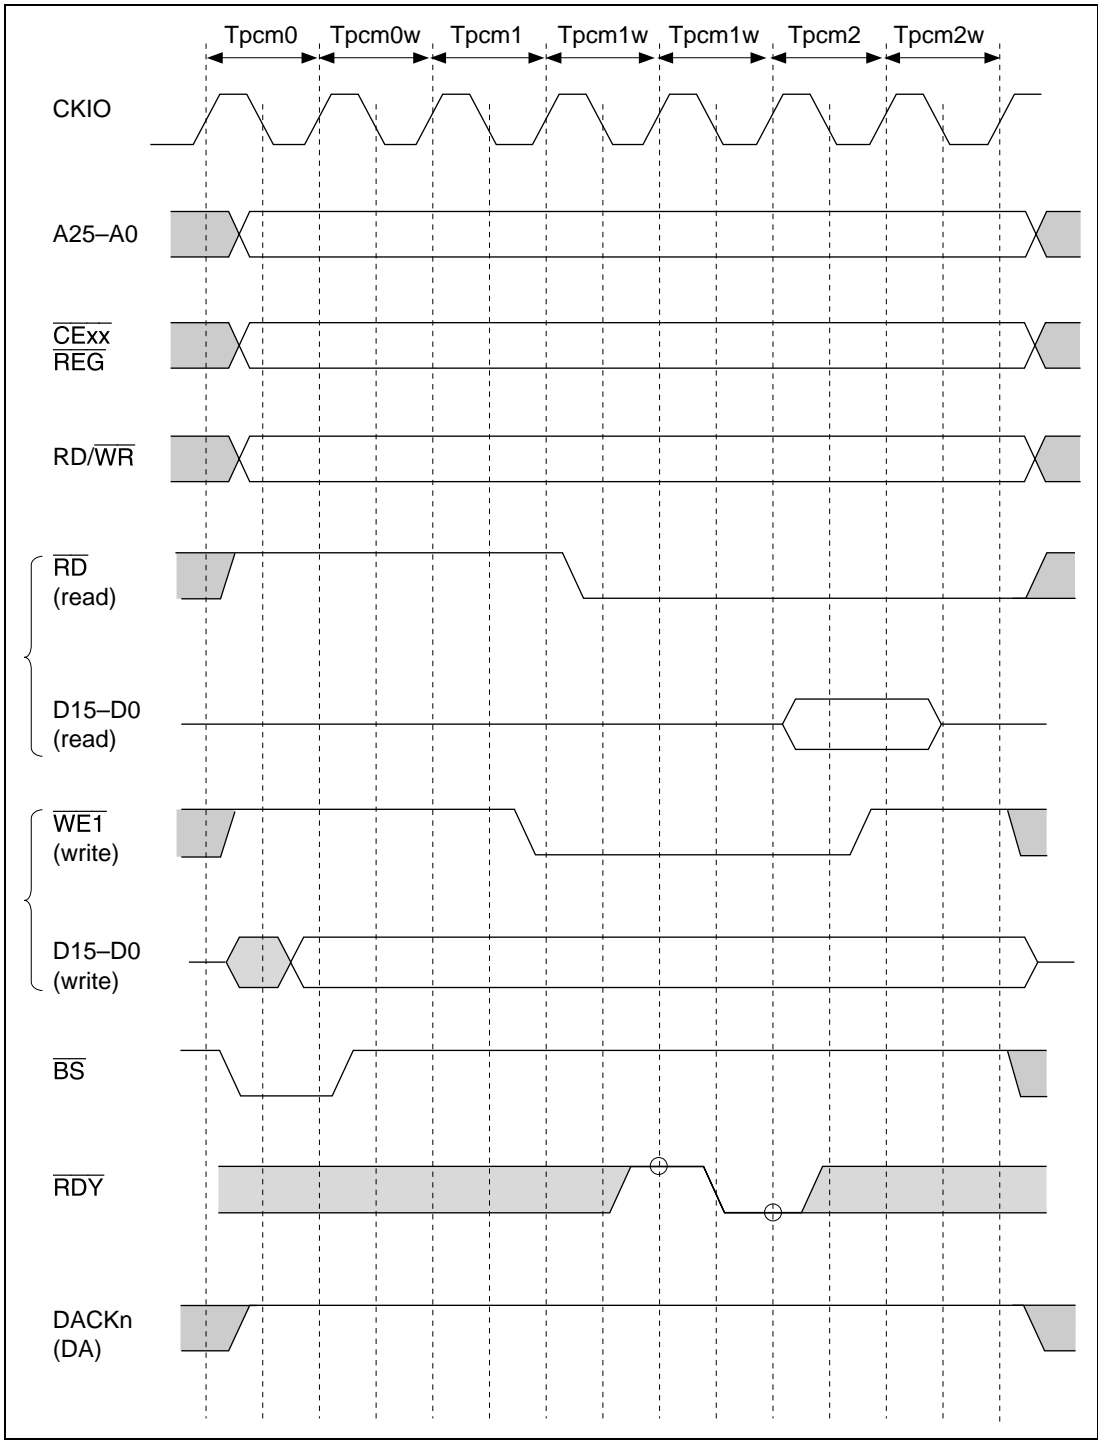 Tpcm0 Tpcm0w Tpcm1 Tpcm1w Tpcm1w Tpcm2 Tpcm2w
CKIO
A25–A0
CExx
REG
RD/WR
RD
(read)
D15–D0
(read)
WE1
(write)
D15–D0
(write)
BS
RDY
DACKn
(DA)